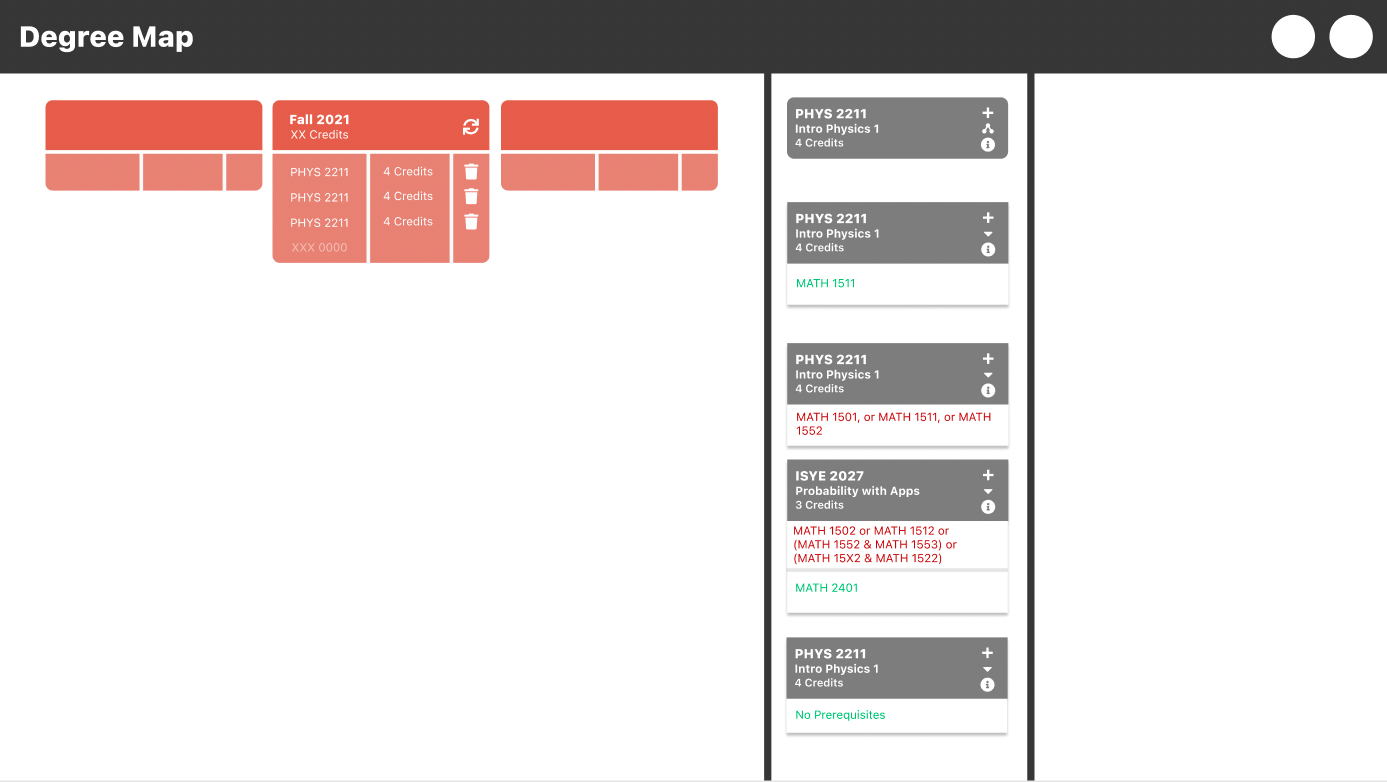 Degree Map
Fall 2021
XX Credits
PHYS 2211 4 Credits
PHYS 2211 4 Credits
PHYS 2211 4 Credits
XXX 0000
PHYS 2211
Intro Physics 1
4 Credits
PHYS 2211
Intro Physics 1
4 Credits
MATH 1511
PHYS 2211
Intro Physics 1
4 Credits
MATH 1501, or MATH 1511, or MATH
1552
ISYE 2027
Probability with Apps
3 Credits
MATH 1502 or MATH 1512 or
(MATH 1552 & MATH 1553) or
(MATH 15X2 & MATH 1522)
MATH 2401
PHYS 2211
Intro Physics 1
4 Credits
No Prerequisites